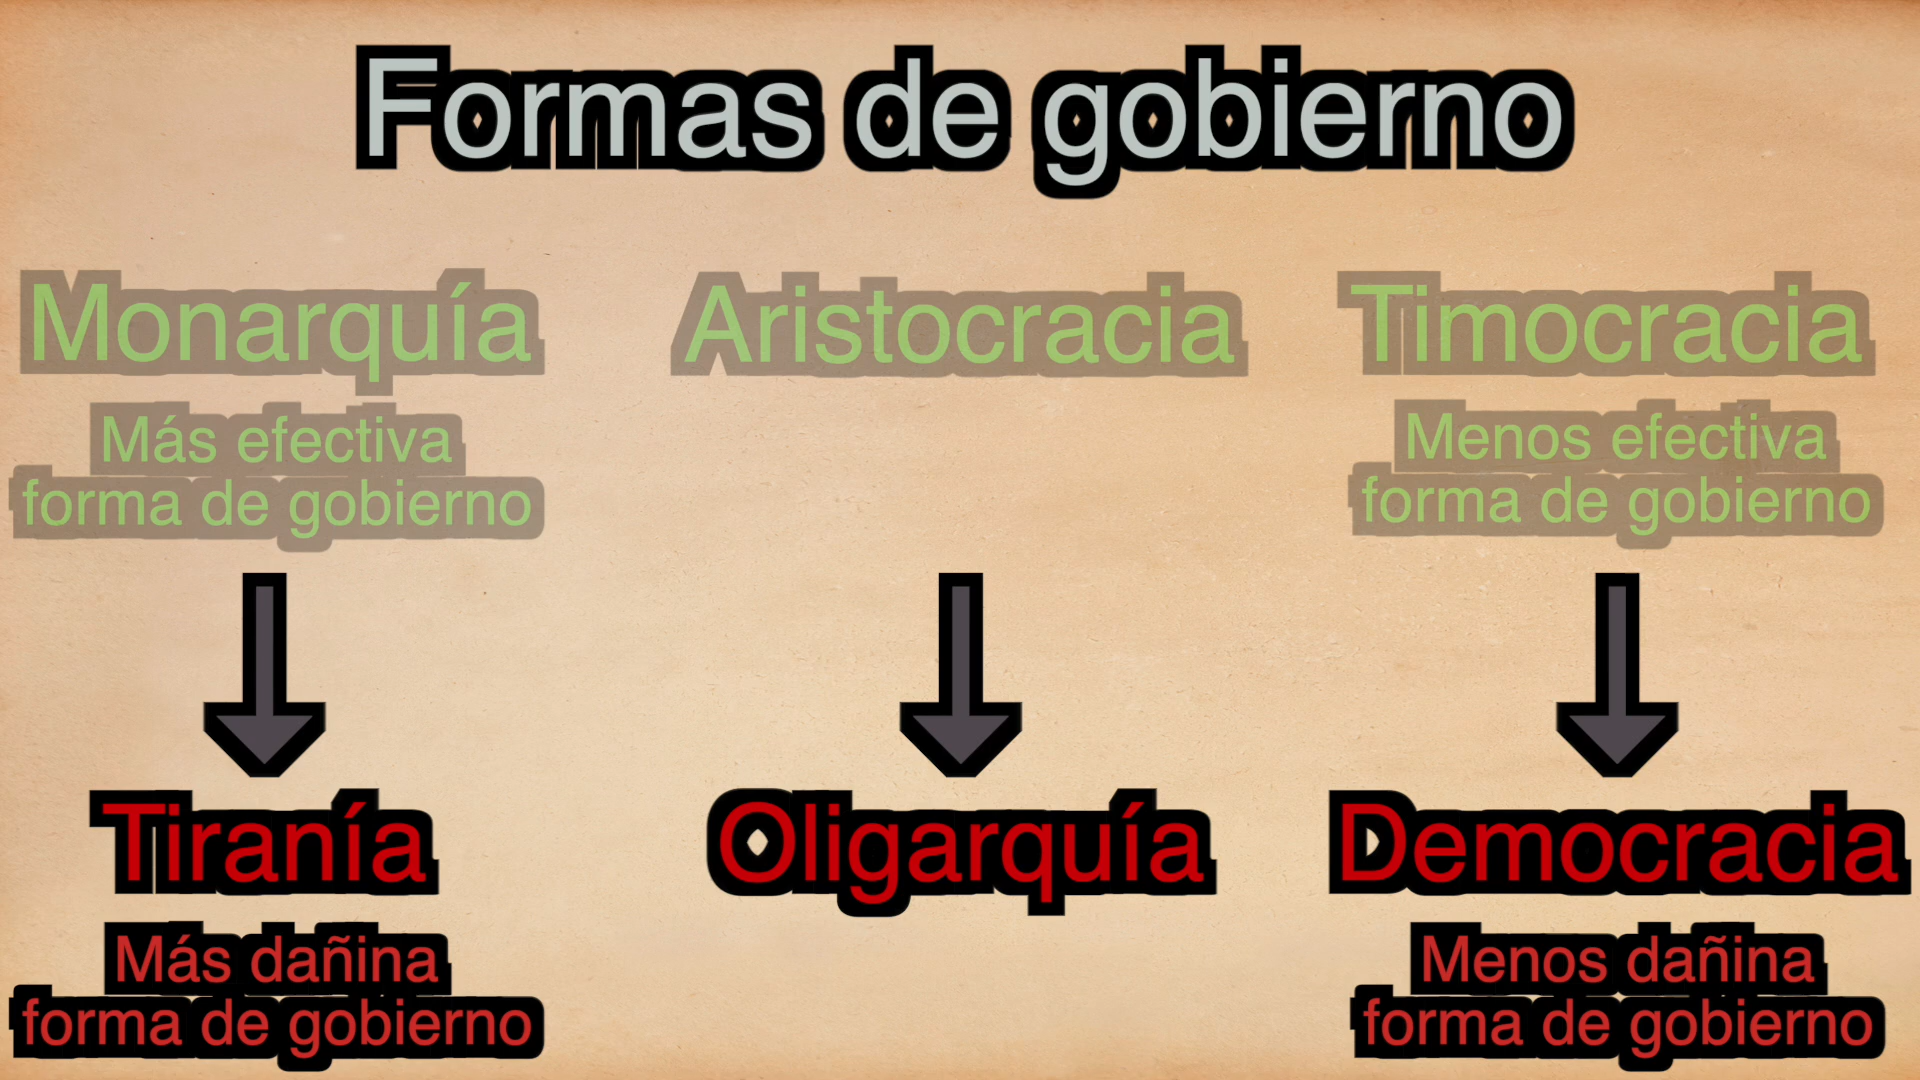 Formas de gobierno
Monarquía
Aristocracia
Timocracia
Más efectiva
forma de gobierno
Menos efectiva
forma de gobierno
Tiranía
Oligarquía
Democracia
Más dañina
forma de gobierno
Menos dañina
forma de gobierno